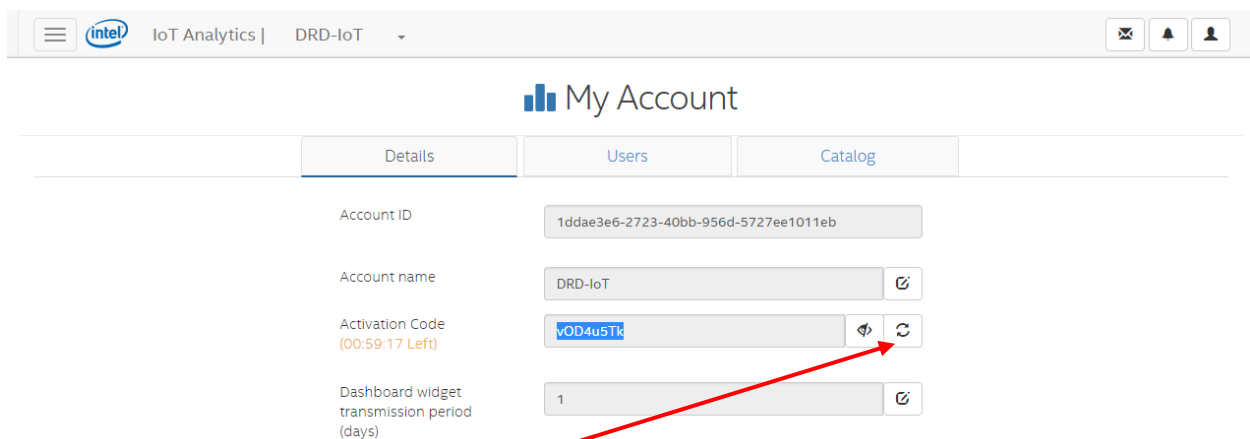 intel IoT Analytics | DRD-IoT
My Account
Details Users Catalog
Account ID 1ddae3e6-2723-40bb-956d-5727ee1011eb
Account name DRD-IoT
Activation Code vOD4u5Tk
(00:59:17 Left)
Dashboard widget 1
transmission period
(days)